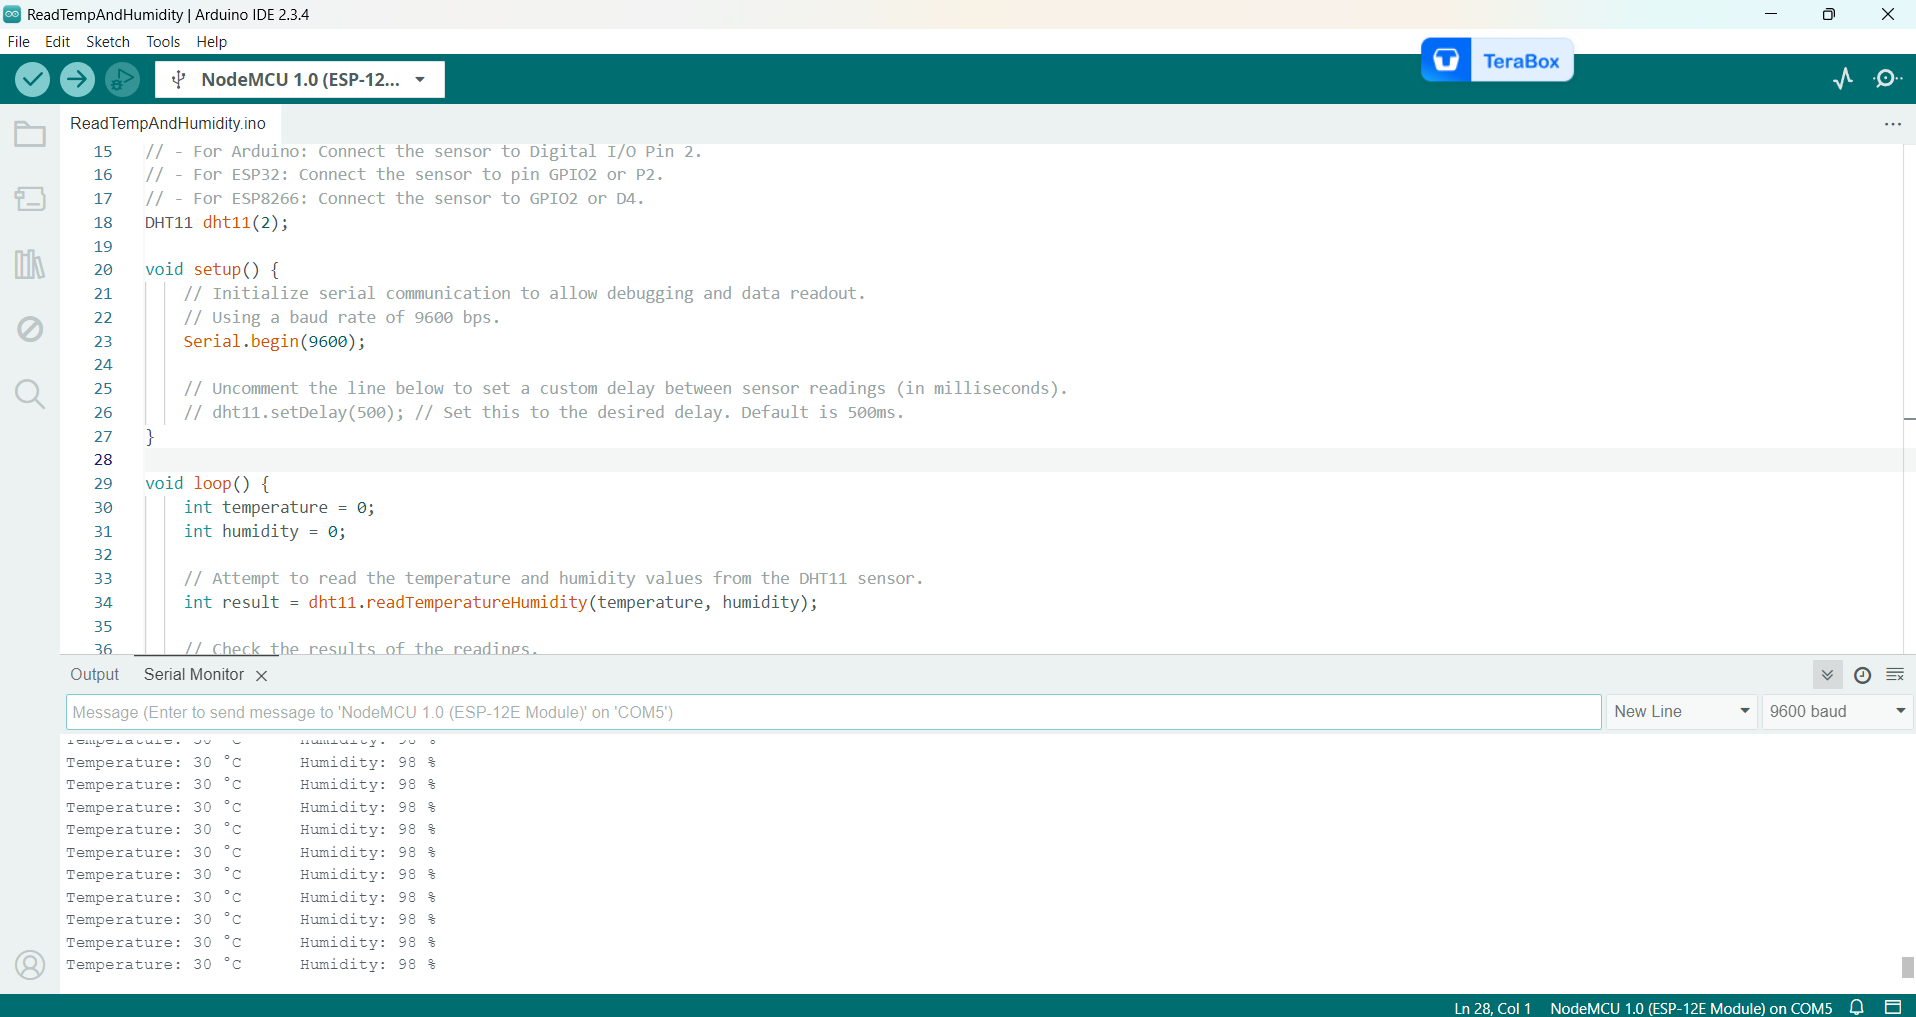 ReadTempAndHumidity | Arduino IDE 2.3.4
File Edit Sketch Tools Help
TeraBox
NodeMCU 1.0 (ESP-12...
ReadTempAndHumidity.ino
15 // - For Arduino: Connect the sensor to Digital I/O Pin 2.
16 // - For ESP32: Connect the sensor to pin GPIO2 or P2.
17 // - For ESP8266: Connect the sensor to GPIO2 or D4.
18 DHT11 dht11(2);
19
20 void setup() {
21 // Initialize serial communication to allow debugging and data readout.
22 // Using a baud rate of 9600 bps.
23 Serial.begin(9600);
24
25 // Uncomment the line below to set a custom delay between sensor readings (in milliseconds).
26 // dht11.setDelay(500); // Set this to the desired delay. Default is 500ms.
27 }
28
29 void loop() {
30 int temperature = 0;
31 int humidity = 0;
32
33 // Attempt to read the temperature and humidity values from the DHT11 sensor.
34 int result = dht11.readTemperatureHumidity(temperature, humidity);
35
36 // Check the results of the readings.
Output Serial Monitor
Message (Enter to send message to 'NodeMCU 1.0 (ESP-12E Module)' on 'COM5') New Line 9600 baud
Temperature: 30 °C Humidity: 98 %
Temperature: 30 °C Humidity: 98 %
Temperature: 30 °C Humidity: 98 %
Temperature: 30 °C Humidity: 98 %
Temperature: 30 °C Humidity: 98 %
Temperature: 30 °C Humidity: 98 %
Temperature: 30 °C Humidity: 98 %
Temperature: 30 °C Humidity: 98 %
Temperature: 30 °C Humidity: 98 %
Temperature: 30 °C Humidity: 98 %
Ln 28, Col 1 NodeMCU 1.0 (ESP-12E Module) on COM5